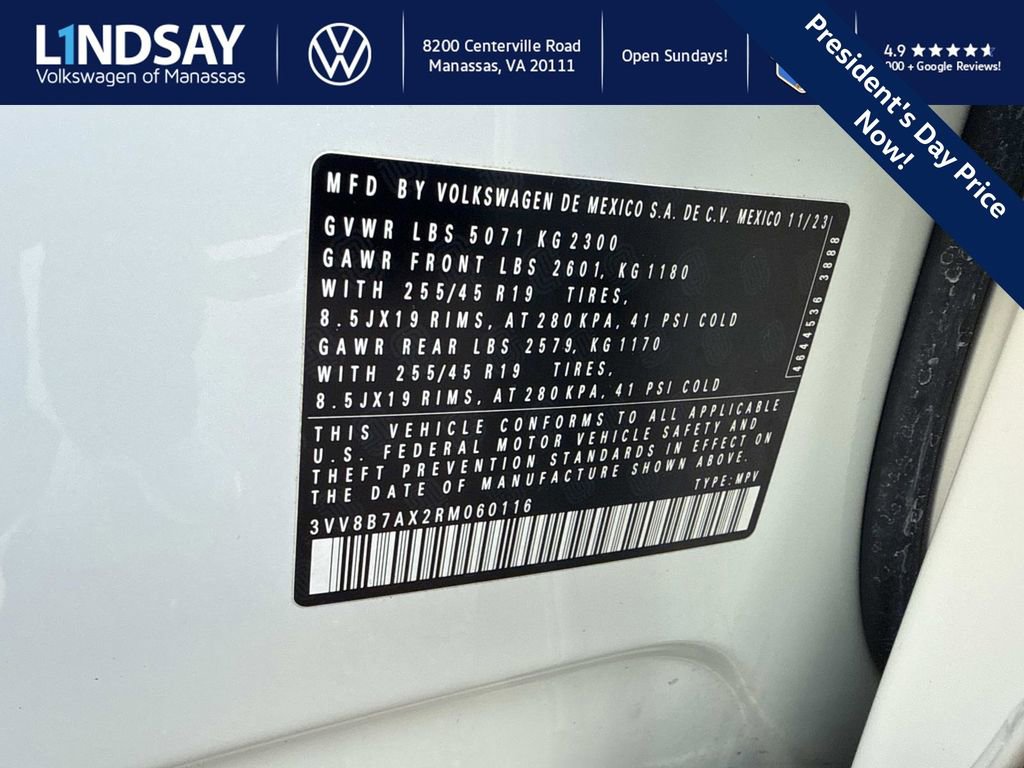 L1NDSAY
Volkswagen of Manassas
8200 Centerville Road
Manassas, VA 20111
Open Sundays!
4.9
000 + Google Reviews!
President's Day Price
Now!
MFD BY VOLKSWAGEN DE MEXICO S.A. DE C.V. MEXICO 11/23
GVWR LBS 5071 KG 2300
GAWR FRONT LBS 2601, KG 1180
WITH 255/45 R19 TIRES,
8.5JX19 RIMS, AT 280 KPA, 41 PSI COLD
GAWR REAR LBS 2579, KG 1170
WITH 255/45 R19 TIRES,
8.5JX19 RIMS, AT 280 KPA, 41 PSI COLD
4644536 3888
THIS VEHICLE CONFORMS TO ALL APPLICABLE
U.S. FEDERAL MOTOR VEHICLE SAFETY AND
THEFT PREVENTION STANDARDS IN EFFECT ON
THE DATE OF MANUFACTURE SHOWN ABOVE.
TYPE: MPV
3VV8B7AX2RM060116